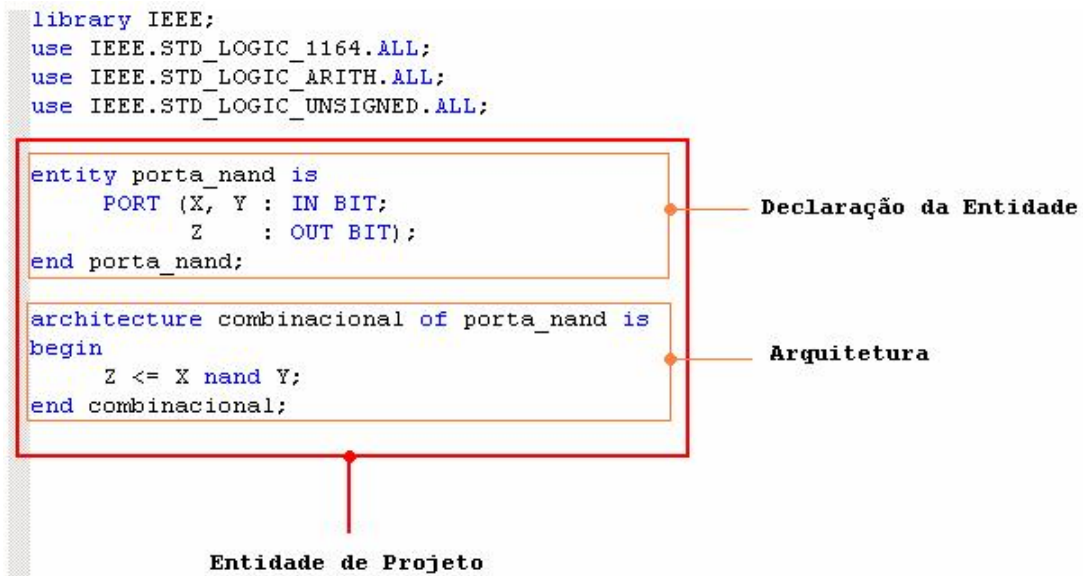 library IEEE;
use IEEE.STD_LOGIC_1164.ALL;
use IEEE.STD_LOGIC_ARITH.ALL;
use IEEE.STD_LOGIC_UNSIGNED.ALL;
entity porta_nand is
PORT (X, Y : IN BIT;
Z : OUT BIT);
end porta_nand;
Declaração da Entidade
architecture combinacional of porta_nand is
begin
Z <= X nand Y;
end combinacional;
Arquitetura
Entidade de Projeto